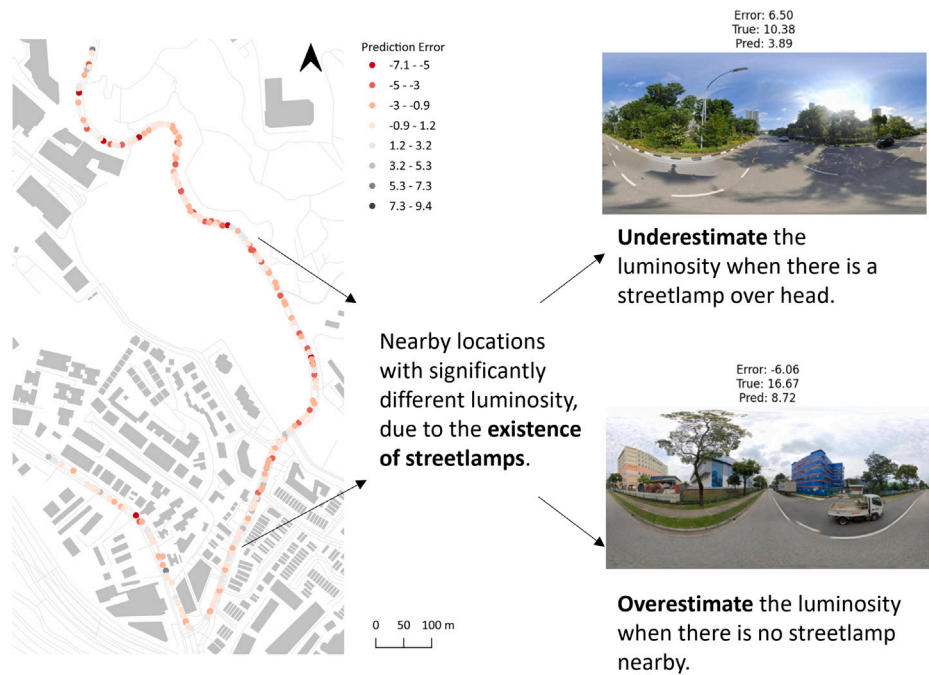 Prediction Error
-7.1 - -5
-5 - -3
-3 - -0.9
-0.9 - 1.2
1.2 - 3.2
3.2 - 5.3
5.3 - 7.3
7.3 - 9.4
0 50 100 m
Nearby locations
with significantly
different luminosity,
due to the existence
of streetlamps.
Error: 6.50
True: 10.38
Pred: 3.89
Underestimate the
luminosity when there is a
streetlamp over head.
Error: -6.06
True: 16.67
Pred: 8.72
Overestimate the luminosity
when there is no streetlamp
nearby.